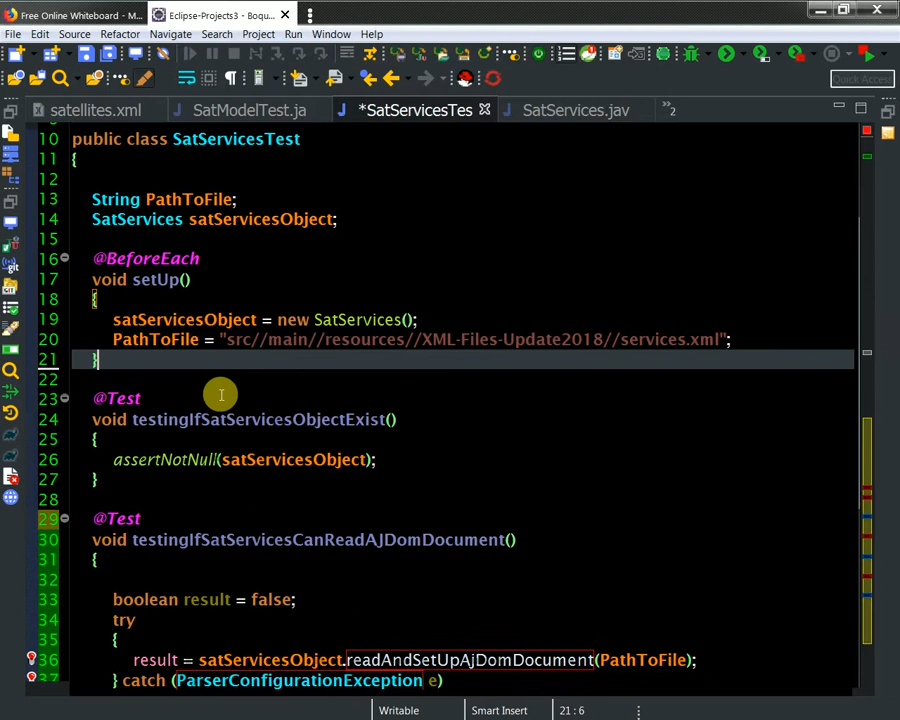 Free Online Whiteboard - M...
Eclipse-Projects3 - Boqu...
File Edit Source Refactor Navigate Search Project Run Window Help
Quick Access
satellites.xml
SatModelTest.ja
*SatServicesTes
SatServices.jav
»2
10 public class SatServicesTest
11 {
12
13 String PathToFile;
14 SatServices satServicesObject;
15
16 @BeforeEach
17 void setUp()
18 {
19 satServicesObject = new SatServices();
20 PathToFile = "src//main//resources//XML-Files-Update2018//services.xml";
21 }
22
23 @Test
24 void testingIfSatServicesObjectExist()
25 {
26 assertNotNull(satServicesObject);
27 }
28
29 @Test
30 void testingIfSatServicesCanReadAJDomDocument()
31 {
32
33 boolean result = false;
34 try
35 {
36 result = satServicesObject.readAndSetUpAjDomDocument(PathToFile);
37 } catch (ParserConfigurationException e)
Writable
Smart Insert
21 : 6